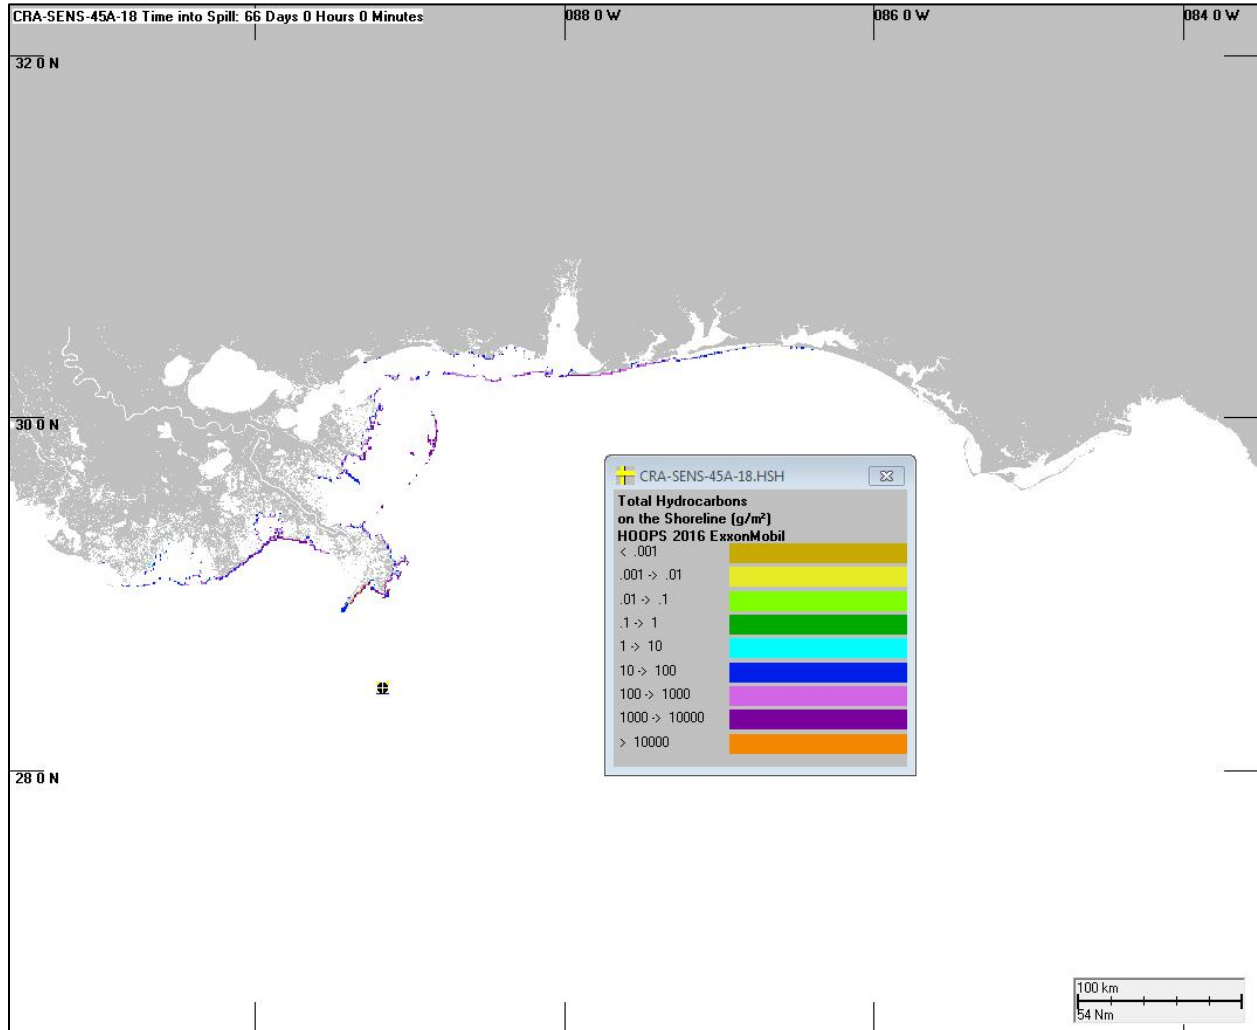 CRA-SENS-45A-18 Time into Spill: 66 Days 0 Hours 0 Minutes
088 0 W
086 0 W
084 0 W
32 0 N
30 0 N
28 0 N
CRA-SENS-45A-18.HSH
Total Hydrocarbons
on the Shoreline (g/m²)
HOOPS 2016 ExxonMobil
< .001
.001 -> .01
.01 -> .1
.1 -> 1
1 -> 10
10 -> 100
100 -> 1000
1000 -> 10000
> 10000
100 km
54 Nm